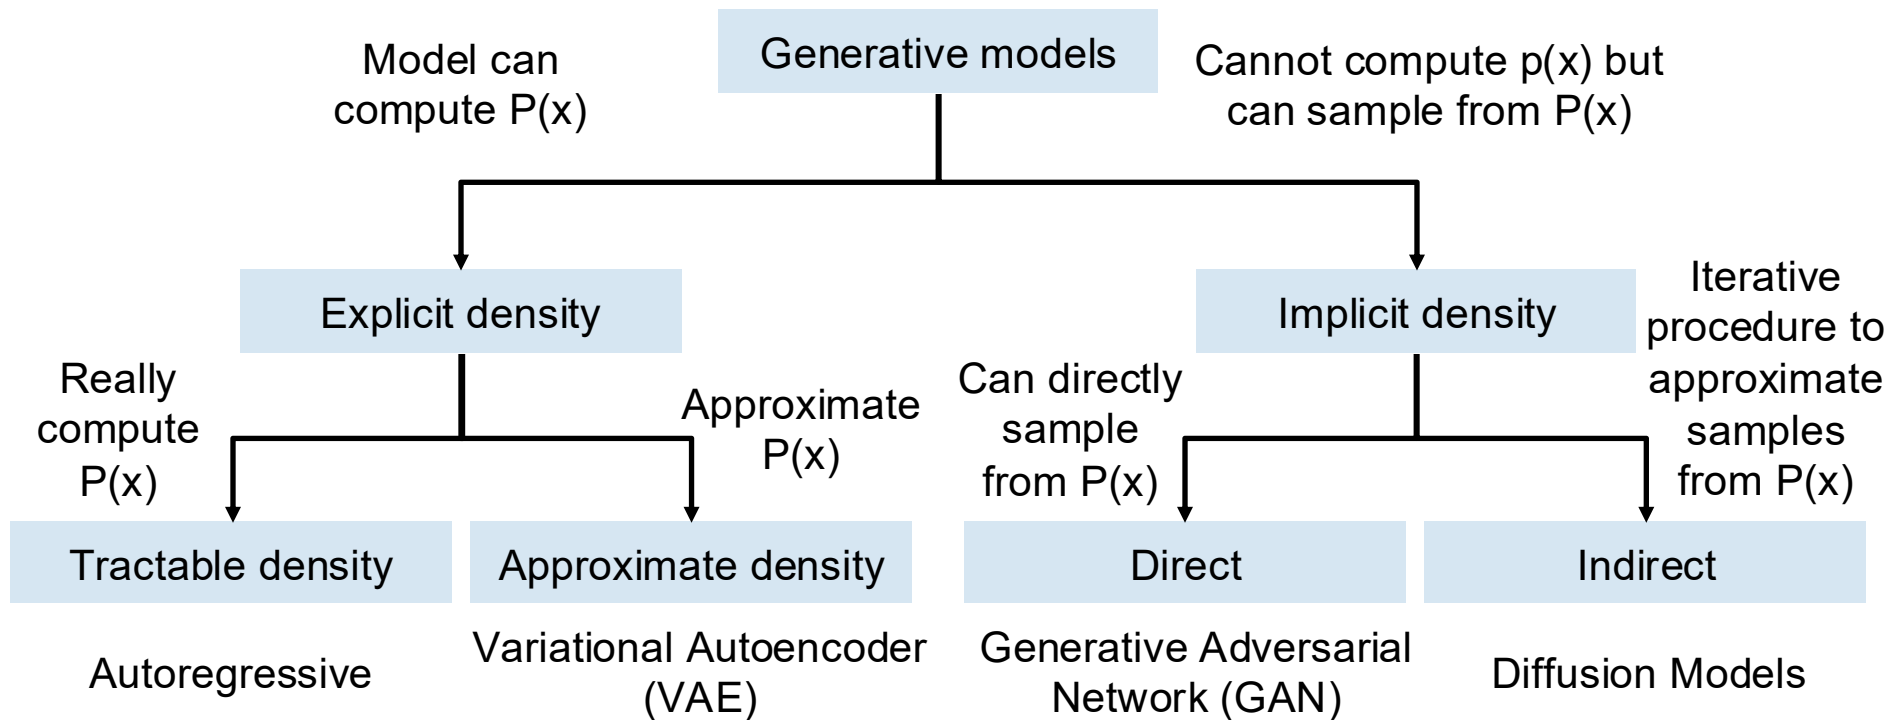 Generative models
Model can
compute P(x)
Cannot compute p(x) but
can sample from P(x)
Explicit density
Implicit density
Really
compute
P(x)
Approximate
P(x)
Can directly
sample
from P(x)
Iterative
procedure to
approximate
samples
from P(x)
Tractable density
Approximate density
Direct
Indirect
Autoregressive
Variational Autoencoder
(VAE)
Generative Adversarial
Network (GAN)
Diffusion Models